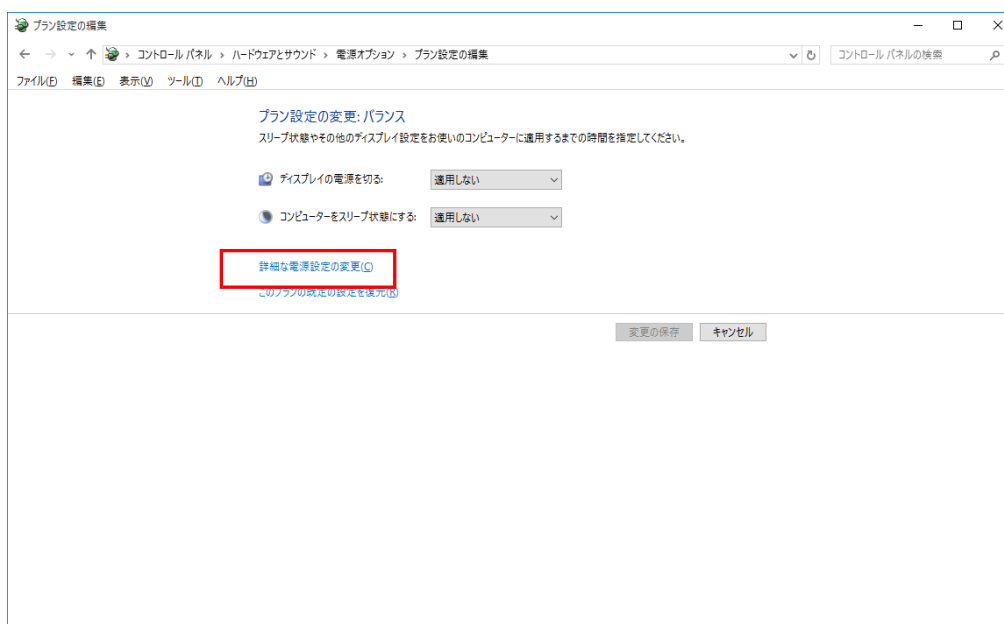 プラン設定の編集
コントロール パネル › ハードウェアとサウンド › 電源オプション › プラン設定の編集
コントロール パネルの検索
ファイル(F) 編集(E) 表示(V) ツール(T) ヘルプ(H)
プラン設定の変更: バランス
スリープ状態やその他のディスプレイ設定をお使いのコンピューターに適用するまでの時間を指定してください。
ディスプレイの電源を切る: 適用しない
コンピューターをスリープ状態にする: 適用しない
詳細な電源設定の変更(C)
このプランの既定の設定を復元(R)
変更の保存 キャンセル